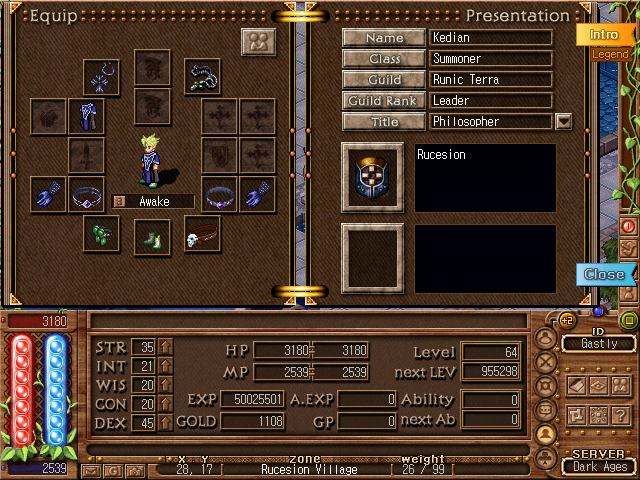 Equip
Presentation
Intro
Legend
Name Kedian
Class Summoner
Guild Runic Terra
Guild Rank Leader
Title Philosopher
Rucesion
Awake
Close
3180
STR 35
INT 21
WIS 20
CON 20
DEX 45
HP 3180 3180
MP 2539 2539
EXP 50025501 A.EXP 0
GOLD 1108 GP 0
Level 64
next LEV 955298
Ability 0
next Ab 0
+2
ID
Gastly
2539
G
?
x . Y zone weight
28, 17 Rucesion Village 26 / 99
SERVER
Dark Ages